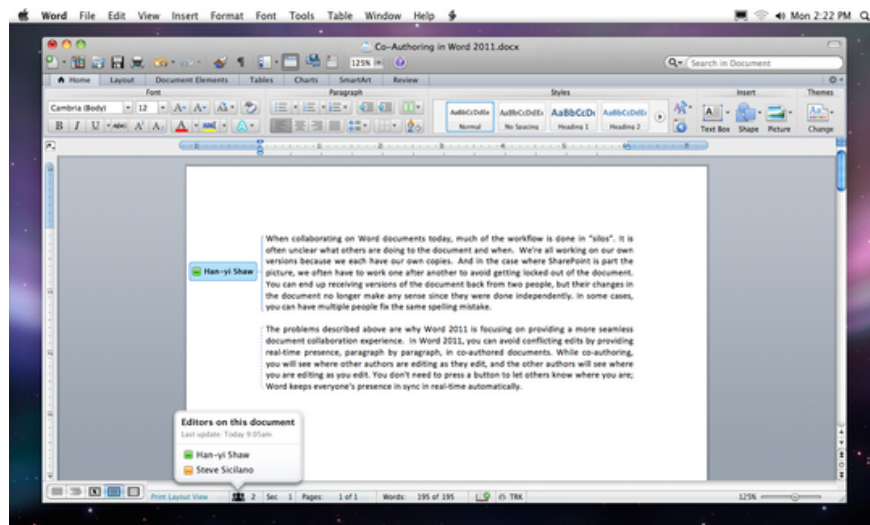 Word File Edit View Insert Format Font Tools Table Window Help Mon 2:22 PM
Co-Authoring in Word 2011.docx
125% Search in Document
Home Layout Document Elements Tables Charts SmartArt Review
Font Paragraph Styles Insert Themes
Cambria (Body) 12 A A Aa AaBbCcDdEe AaBbCcDdEe AaBbCcDc AaBbCcDdEe A Aa
B I U ABC A A A A Normal No Spacing Heading 1 Heading 2 Text Box Shape Picture Change
When collaborating on Word documents today, much of the workflow is done in "silos". It is
often unclear what others are doing to the document and when. We're all working on our own
versions because we each have our own copies. And in the case where SharePoint is part the
Han-yi Shaw
picture, we often have to work one after another to avoid getting locked out of the document.
You can end up receiving versions of the document back from two people, but their changes in
the document no longer make any sense since they were done independently. In some cases,
you can have multiple people fix the same spelling mistake.
The problems described above are why Word 2011 is focusing on providing a more seamless
document collaboration experience. In Word 2011, you can avoid conflicting edits by providing
real-time presence, paragraph by paragraph, in co-authored documents. While co-authoring,
you will see where other authors are editing as they edit, and the other authors will see where
you are editing as you edit. You don't need to press a button to let others know where you are;
Word keeps everyone's presence in sync in real-time automatically.
Editors on this document
Last update: Today 9:05am
Han-yi Shaw
Steve Sicilano
Print Layout View 2 Sec 1 Pages: 1 of 1 Words: 195 of 195 TRK 125%